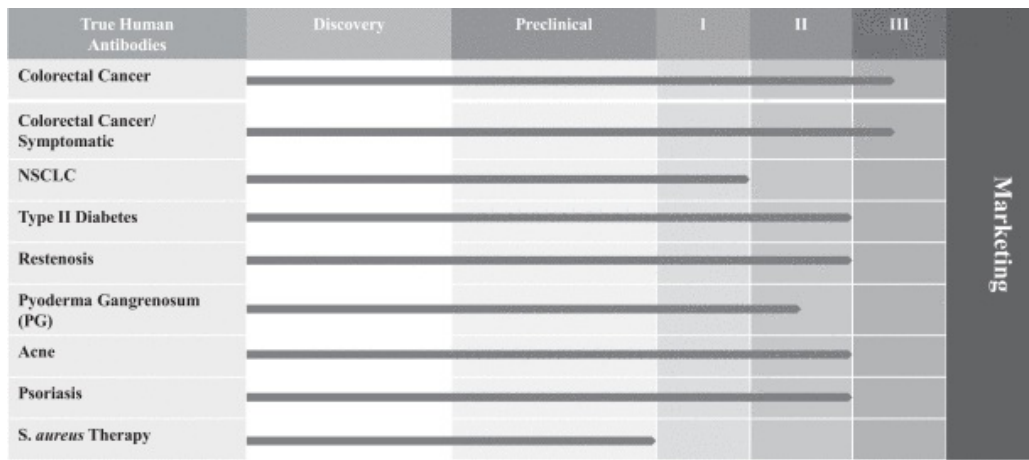 True Human
Antibodies
Discovery
Preclinical
I
II
III
Colorectal Cancer
Colorectal Cancer/
Symptomatic
NSCLC
Type II Diabetes
Restenosis
Pyoderma Gangrenosum
(PG)
Acne
Psoriasis
S. aureus Therapy
Marketing